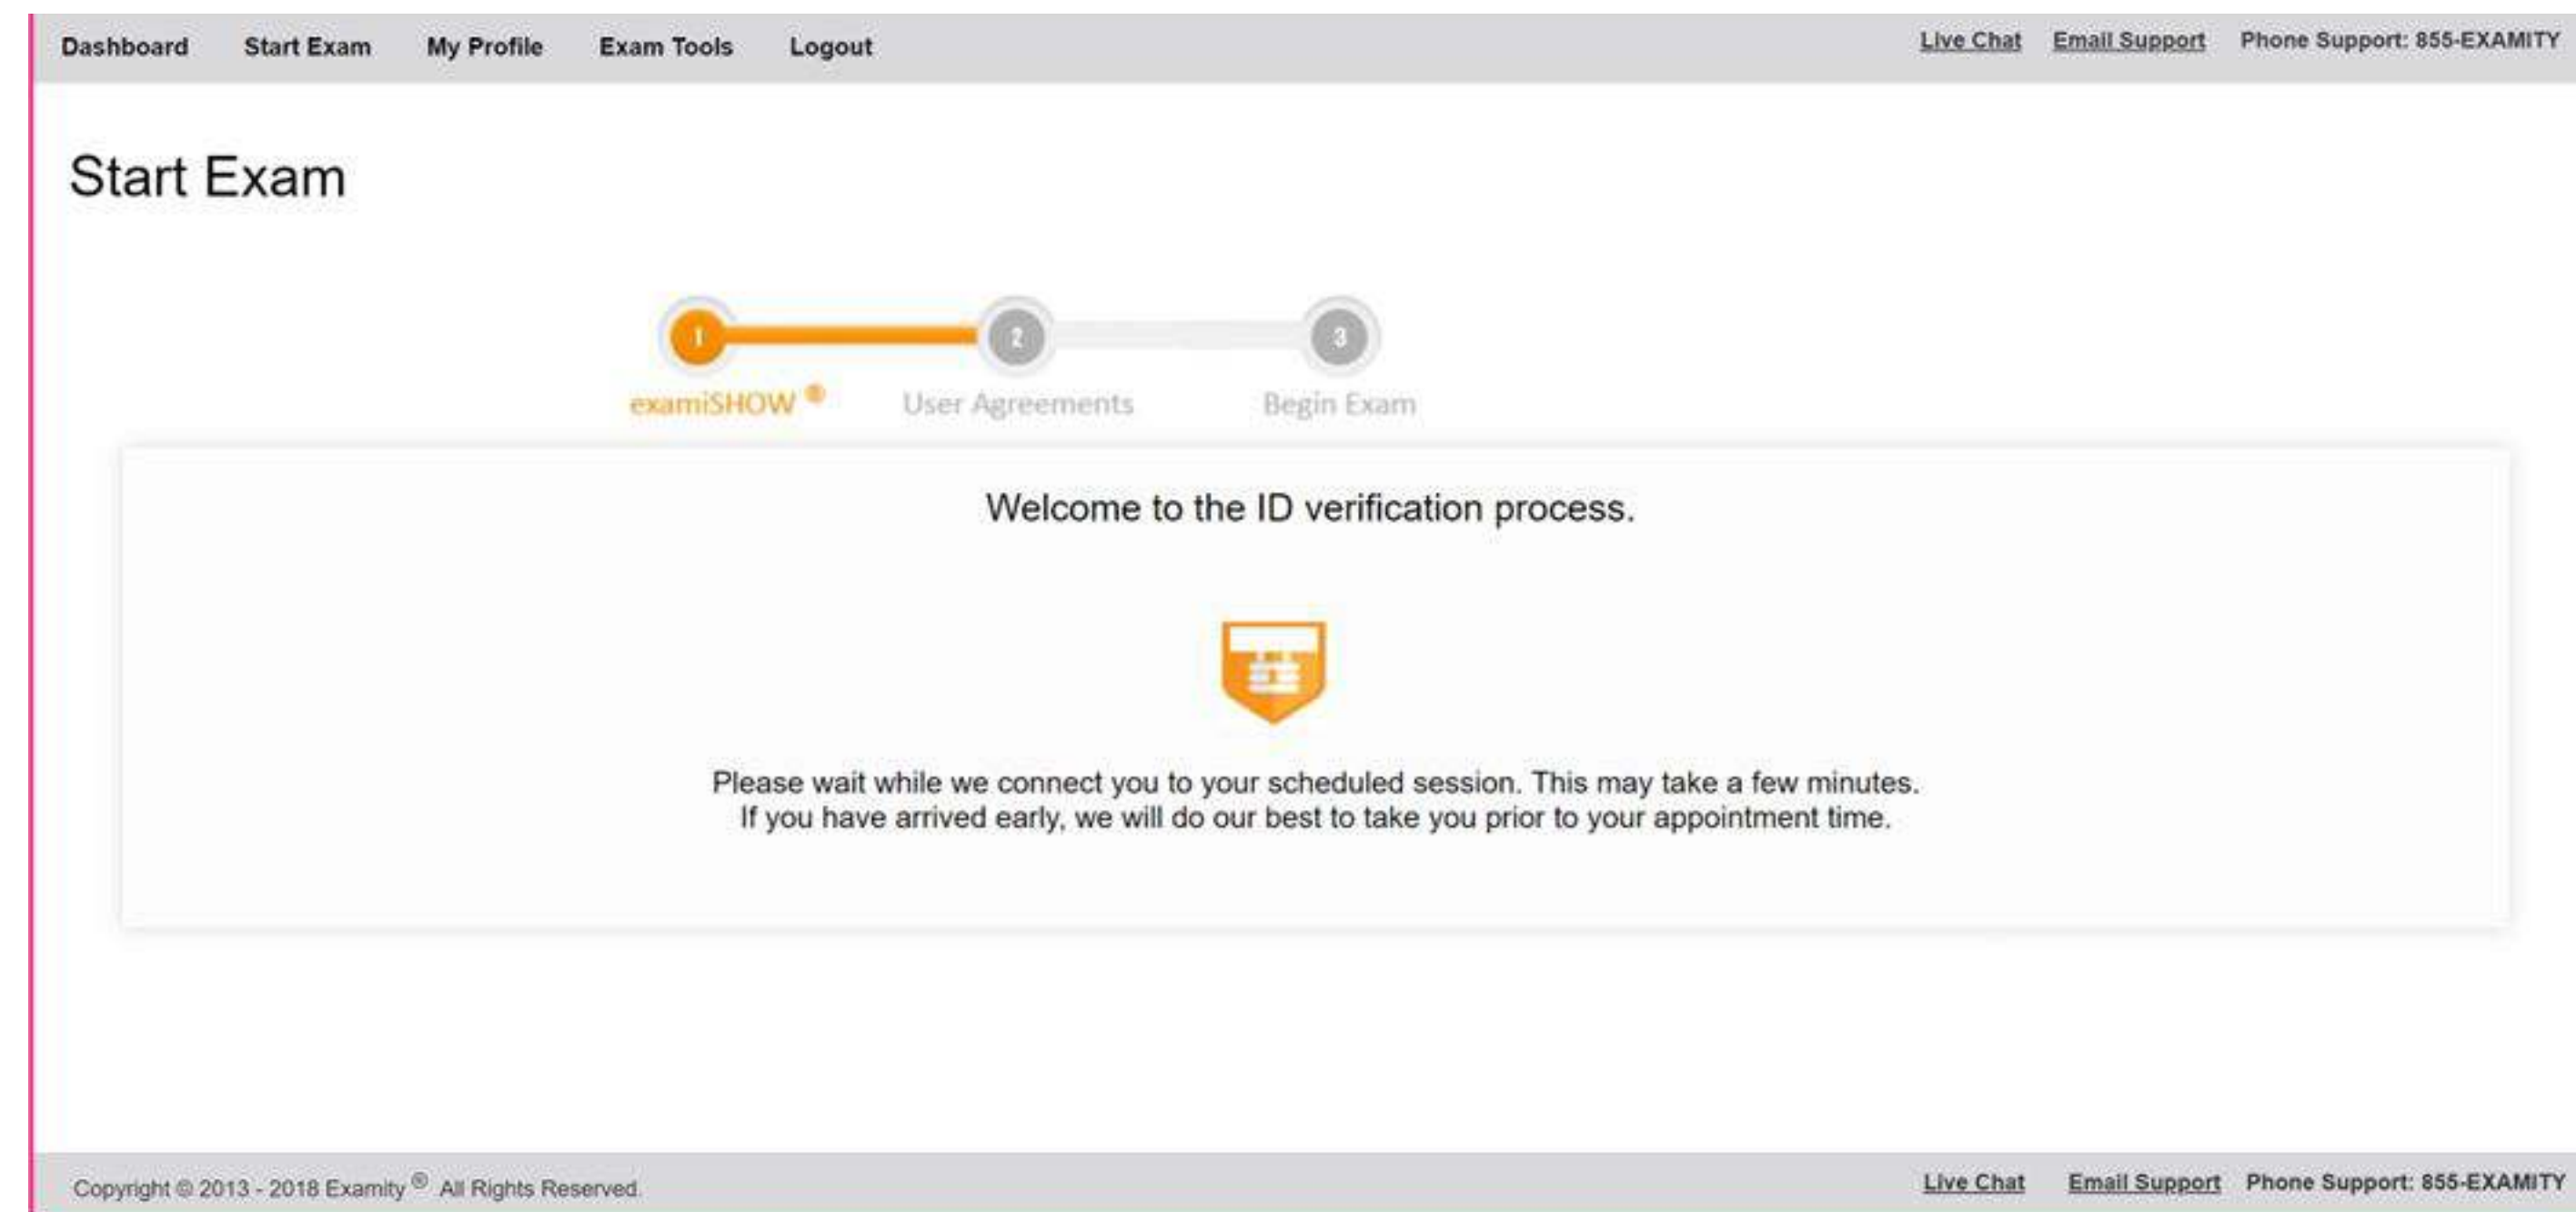 Dashboard Start Exam My Profile Exam Tools Logout Live Chat Email Support Phone Support: 855-EXAMITY
Start Exam
1 2 3
examiSHOW ® User Agreements Begin Exam
Welcome to the ID verification process.
Please wait while we connect you to your scheduled session. This may take a few minutes.
If you have arrived early, we will do our best to take you prior to your appointment time.
Copyright © 2013 - 2018 Examity ® All Rights Reserved. Live Chat Email Support Phone Support: 855-EXAMITY